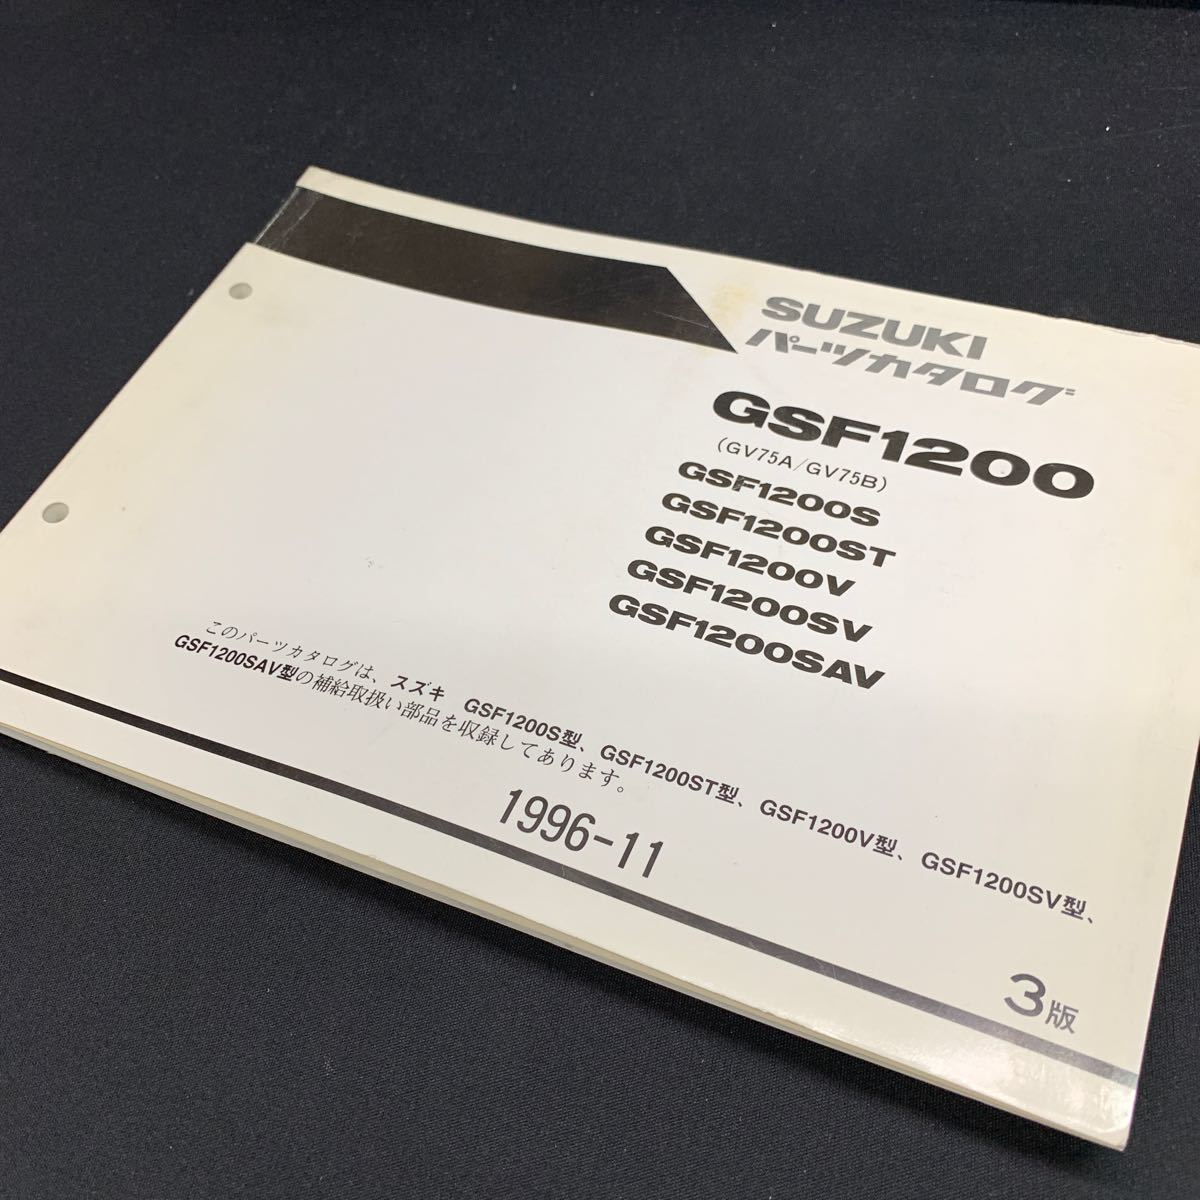 SUZUKI
パーツカタログ
GSF1200
(GV75A/GV75B)
GSF1200S
GSF1200ST
GSF1200V
GSF1200SV
GSF1200SAV
このパーツカタログは、スズキ　GSF1200S型、GSF1200ST型、GSF1200V型、GSF1200SV型、
GSF1200SAV型の補給取扱い部品を収録してあります。
1996-11
3版